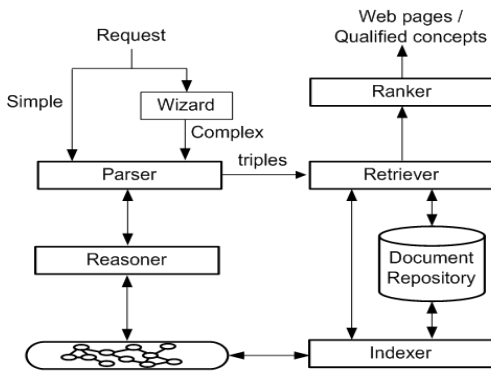 Request
Web pages /
Qualified concepts
Simple
Wizard
Ranker
Complex
triples
Parser
Retriever
Reasoner
Document
Repository
Indexer